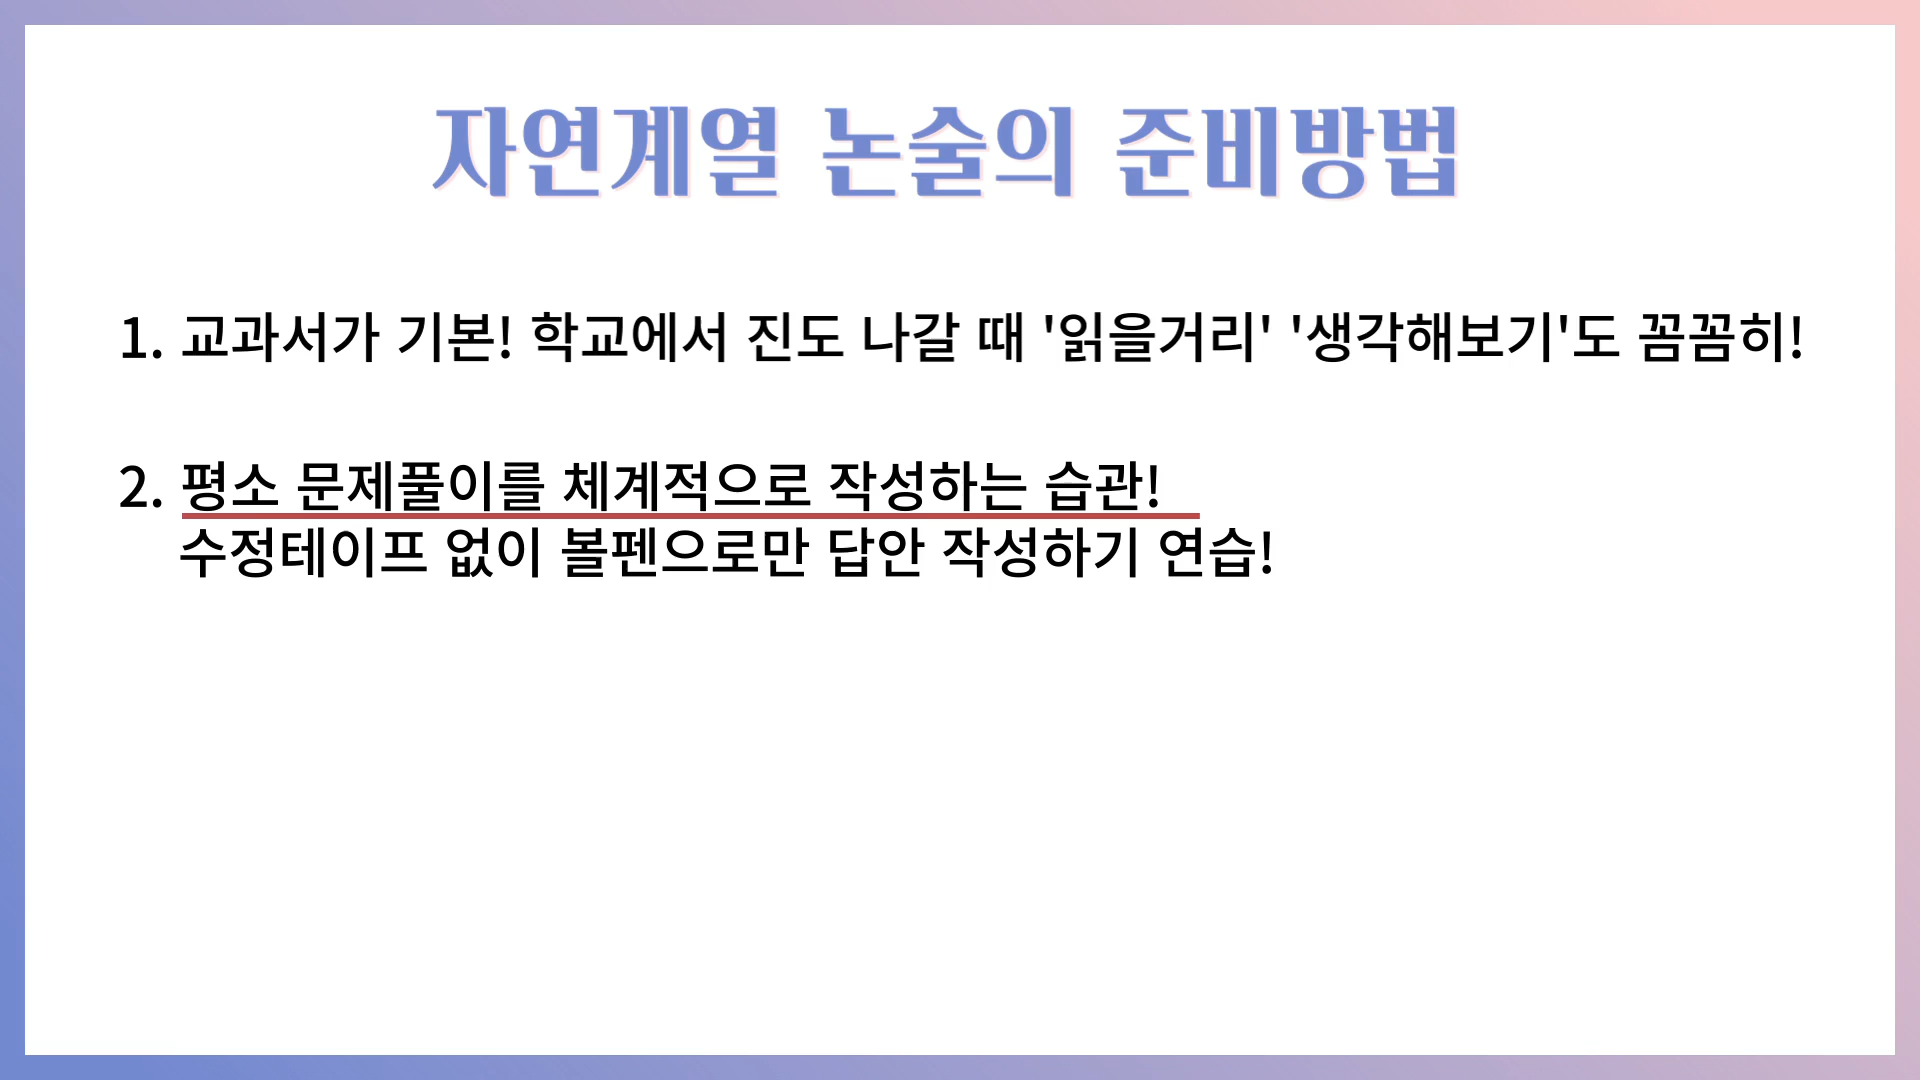 자연계열 논술의 준비방법
1. 교과서가 기본! 학교에서 진도 나갈 때 '읽을거리' '생각해보기'도 꼼꼼히!
2. 평소 문제풀이를 체계적으로 작성하는 습관!
수정테이프 없이 볼펜으로만 답안 작성하기 연습!